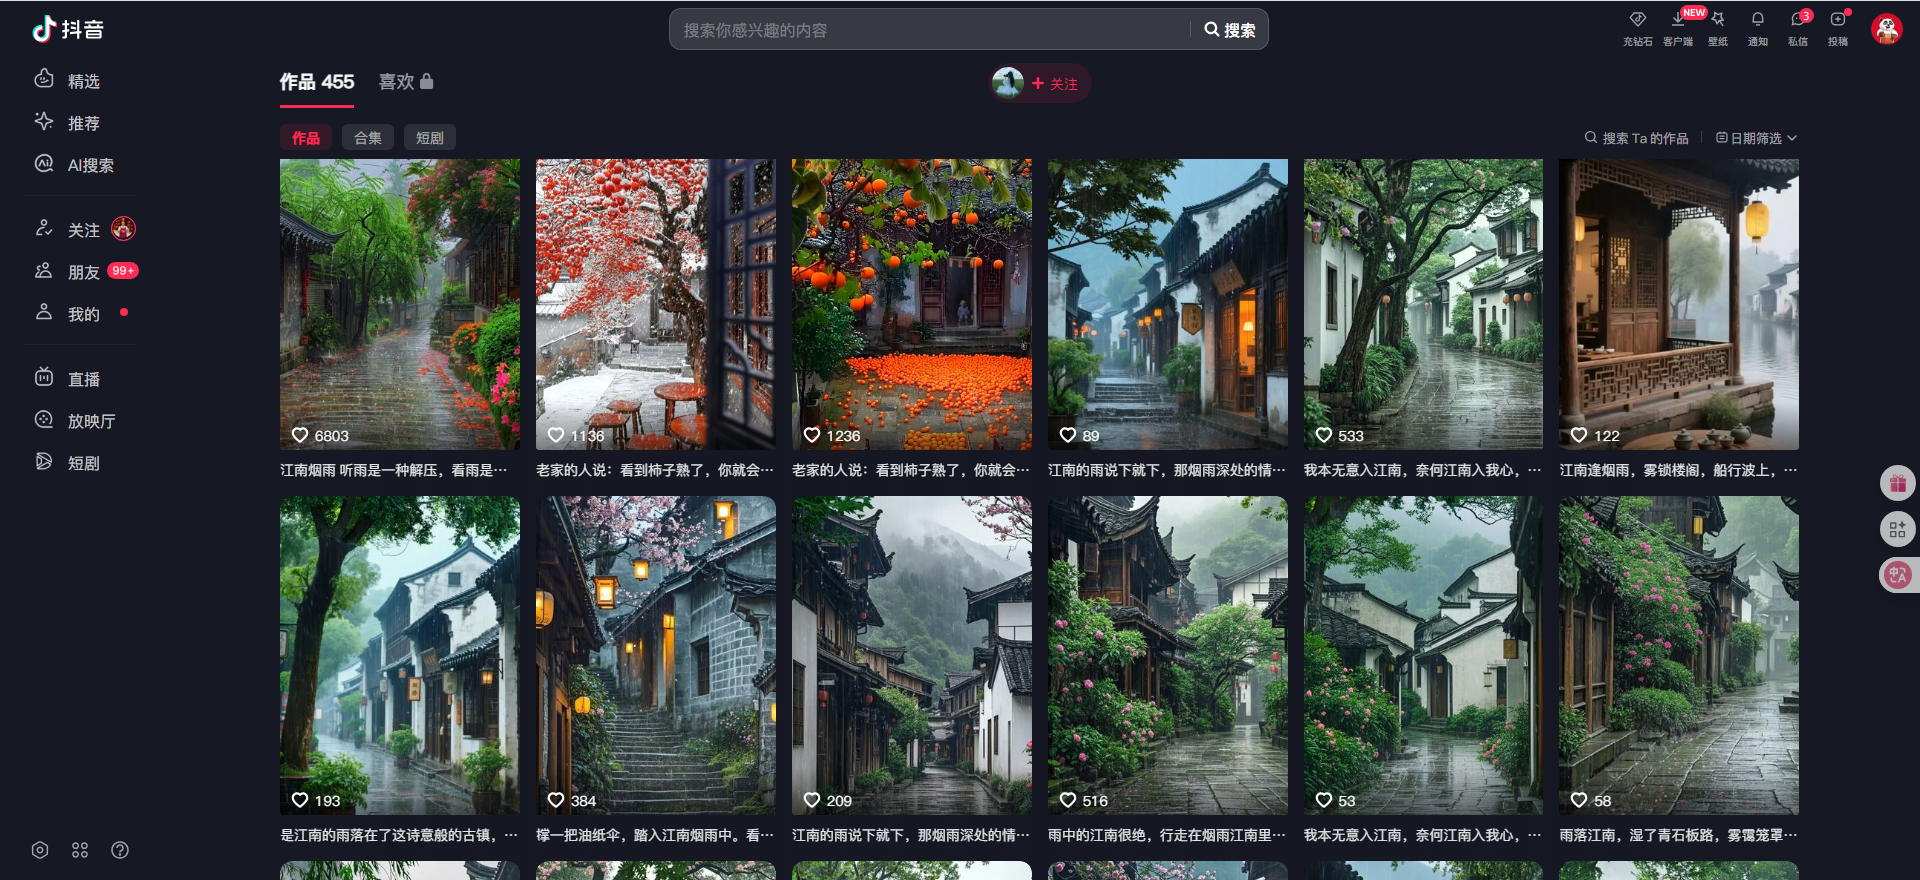 抖音
搜索你感兴趣的内容
搜索
充钻石
NEW
客户端
壁纸
通知
3
私信
投稿
精选
推荐
AI搜索
关注
朋友 99+
我的
直播
放映厅
短剧
作品 455
喜欢
关注
作品
合集
短剧
搜索 Ta 的作品
日期筛选
6803
1136
1236
89
533
122
江南烟雨 听雨是一种解压，看雨是···
老家的人说：看到柿子熟了，你就会···
老家的人说：看到柿子熟了，你就会···
江南的雨说下就下，那烟雨深处的情···
我本无意入江南，奈何江南入我心，···
江南逢烟雨，雾锁楼阁，船行波上，···
193
384
209
516
53
58
是江南的雨落在了这诗意般的古镇，···
撑一把油纸伞，踏入江南烟雨中。看···
江南的雨说下就下，那烟雨深处的情···
雨中的江南很绝，行走在烟雨江南里···
我本无意入江南，奈何江南入我心，···
雨落江南，湿了青石板路，雾霭笼罩···